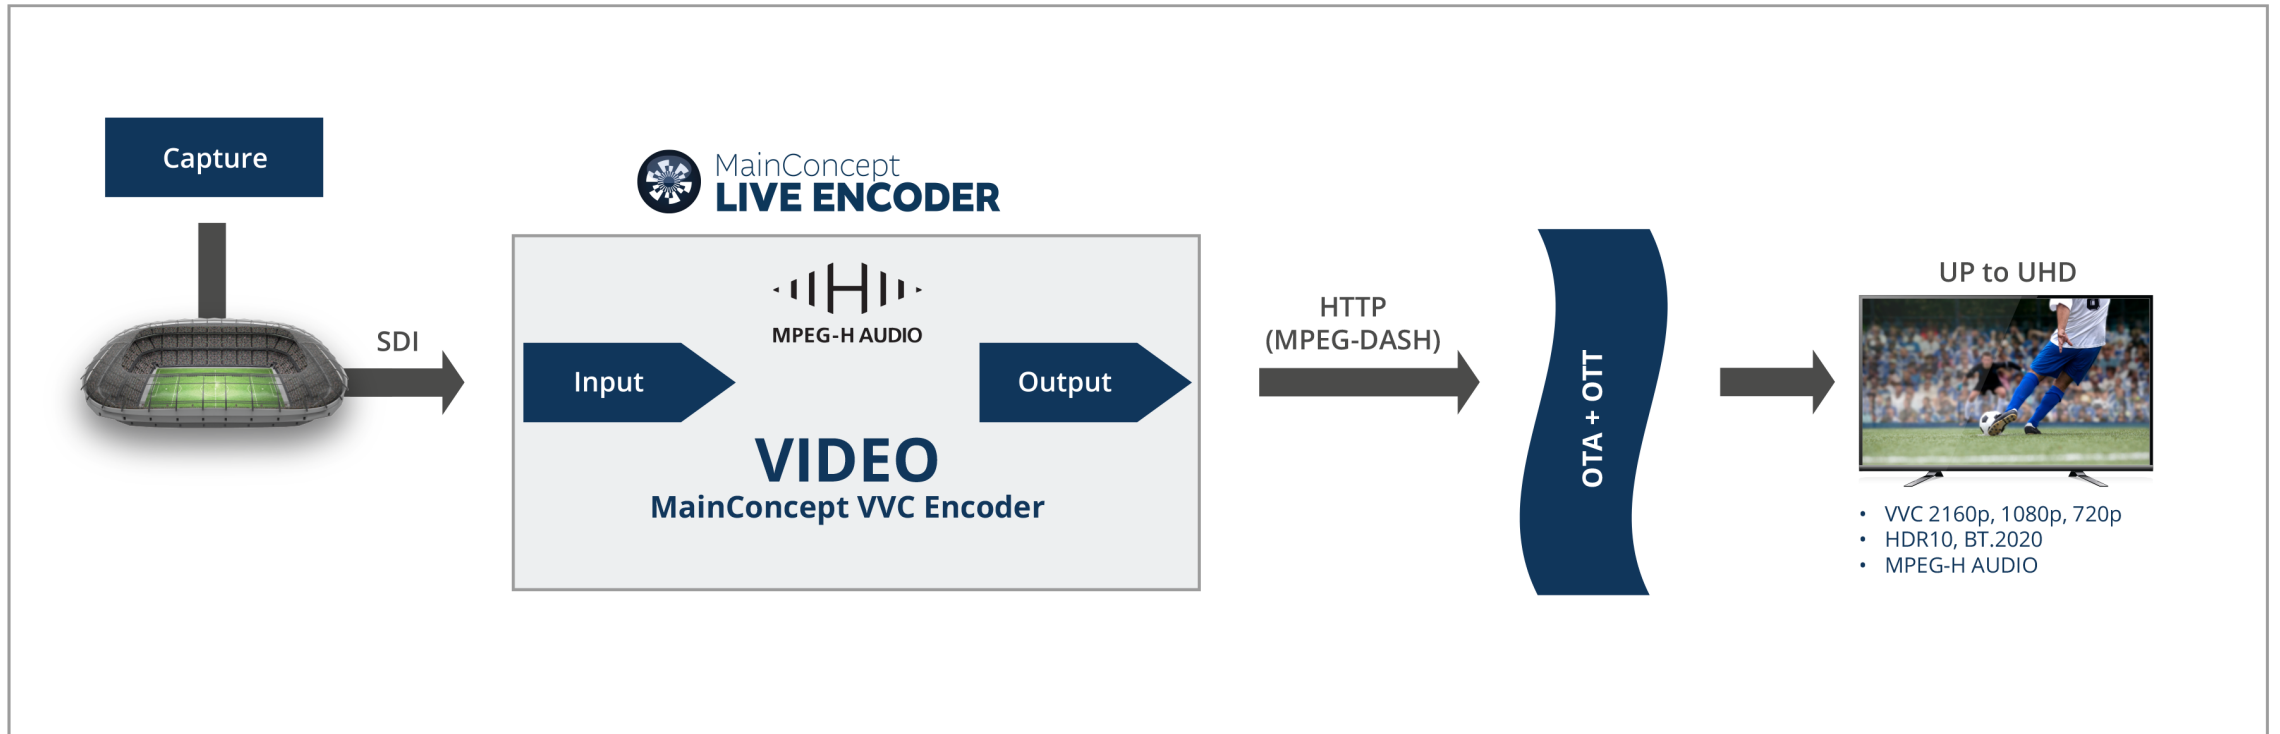 Capture
SDI
MainConcept
LIVE ENCODER
MPEG-H AUDIO
Input
Output
VIDEO
MainConcept VVC Encoder
HTTP
(MPEG-DASH)
OTA + OTT
UP to UHD
• VVC 2160p, 1080p, 720p
• HDR10, BT.2020
• MPEG-H AUDIO